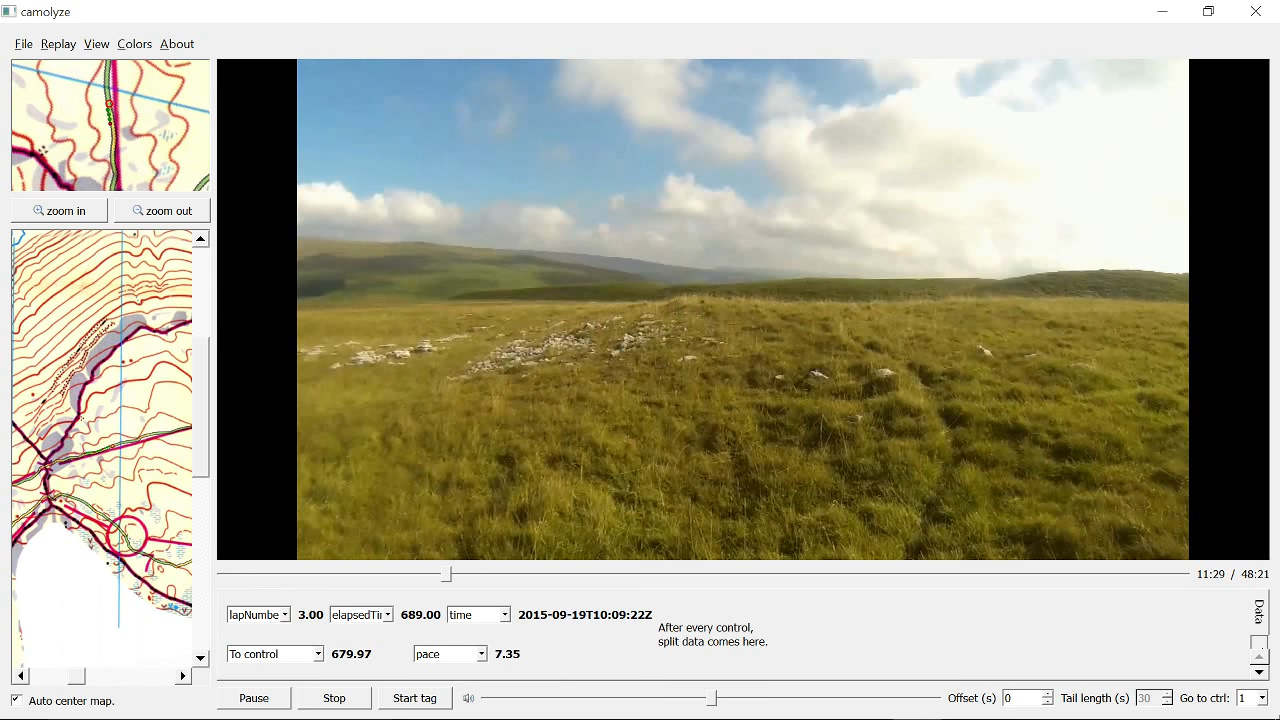 camolyze
File Replay View Colors About
zoom in zoom out
11:29 / 48:21
lapNumbe 3.00 elapsedTi 689.00 time 2015-09-19T10:09:22Z
After every control,
split data comes here.
To control 679.97 pace 7.35
Data
Auto center map.
Pause Stop Start tag Offset (s) 0 Tail length (s) 30 Go to ctrl: 1